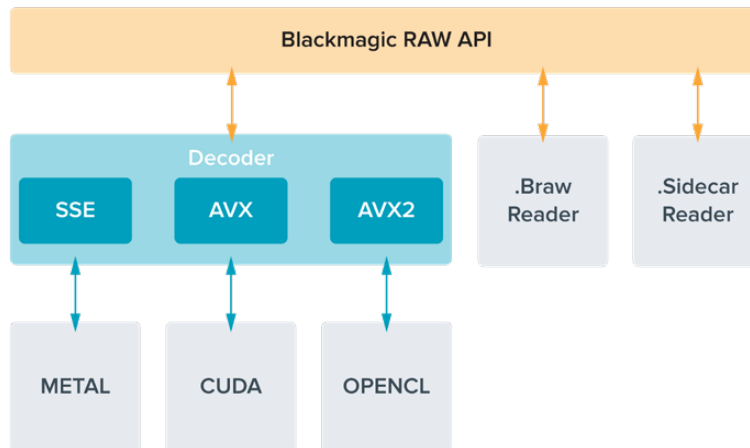 Blackmagic RAW API
Decoder
SSE
AVX
AVX2
.Braw
Reader
.Sidecar
Reader
METAL
CUDA
OPENCL